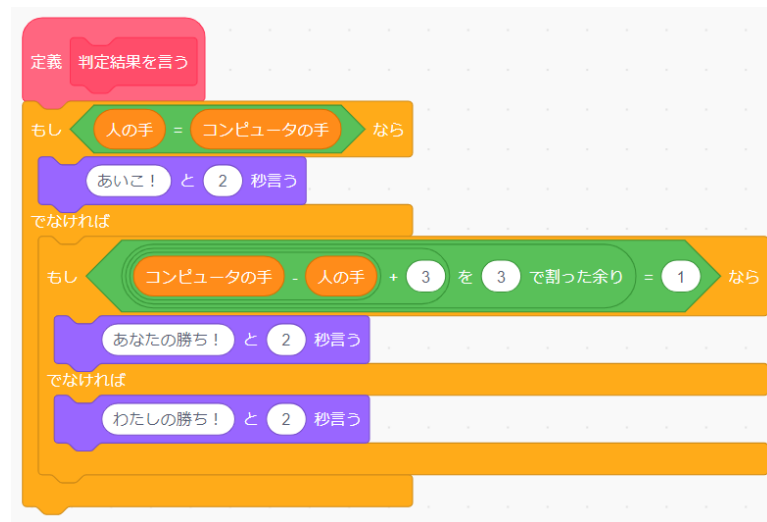 定義 判定結果を言う
もし 人の手 = コンピュータの手 なら
あいこ! と 2 秒言う
でなければ
もし コンピュータの手 - 人の手 + 3 を 3 で割った余り = 1 なら
あなたの勝ち! と 2 秒言う
でなければ
わたしの勝ち! と 2 秒言う